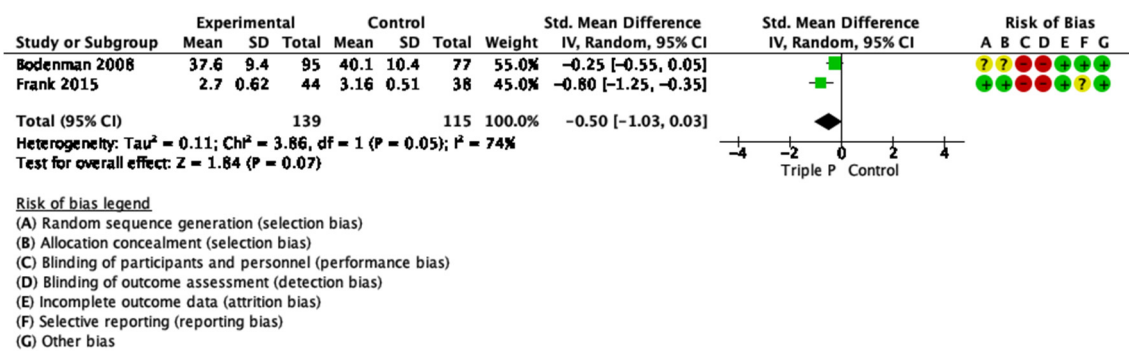 Experimental Control Std. Mean Difference Std. Mean Difference Risk of Bias
Study or Subgroup Mean SD Total Mean SD Total Weight IV, Random, 95% CI IV, Random, 95% CI A B C D E F G
Bodenman 2008 37.6 9.4 95 40.1 10.4 77 55.0% −0.25 [−0.55, 0.05] ? ? − − + + +
Frank 2015 2.7 0.62 44 3.16 0.51 38 45.0% −0.80 [−1.25, −0.35] + + − − + ? +
Total (95% CI) 139 115 100.0% −0.50 [−1.03, 0.03]
Heterogeneity: Tau² = 0.11; Chi² = 3.86, df = 1 (P = 0.05); I² = 74%
Test for overall effect: Z = 1.84 (P = 0.07)
−4 −2 0 2 4
Triple P Control
Risk of bias legend
(A) Random sequence generation (selection bias)
(B) Allocation concealment (selection bias)
(C) Blinding of participants and personnel (performance bias)
(D) Blinding of outcome assessment (detection bias)
(E) Incomplete outcome data (attrition bias)
(F) Selective reporting (reporting bias)
(G) Other bias